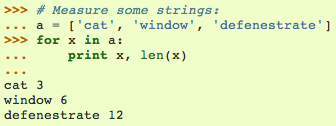 >>> # Measure some strings:
... a = ['cat', 'window', 'defenestrate']
>>> for x in a:
...     print x, len(x)
...
cat 3
window 6
defenestrate 12